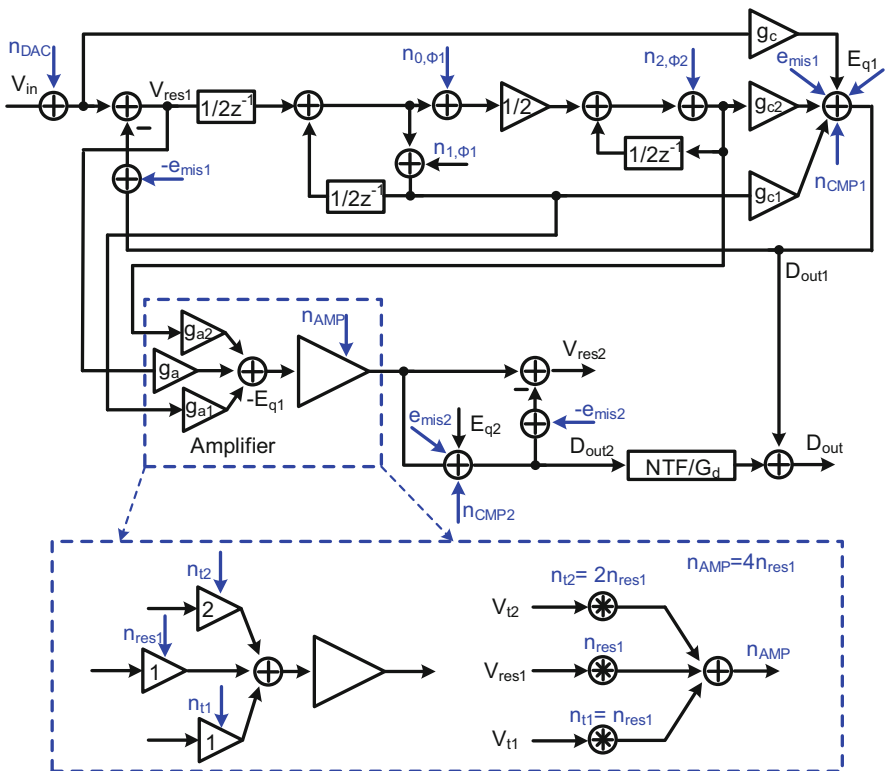 n_DAC
V_in
V_res1
1/2z^-1
n_0,Φ1
1/2
n_2,Φ2
g_c
e_mis1
E_q1
g_c2
n_CMP1
-e_mis1
n_1,Φ1
1/2z^-1
1/2z^-1
g_c1
D_out1
n_AMP
g_a2
g_a
g_a1
-E_q1
Amplifier
V_res2
e_mis2
E_q2
-e_mis2
D_out2
NTF/G_d
D_out
n_CMP2
n_t2
2
n_res1
1
n_t1
1
n_t2= 2n_res1
n_AMP=4n_res1
V_t2
n_res1
V_res1
n_AMP
n_t1= n_res1
V_t1